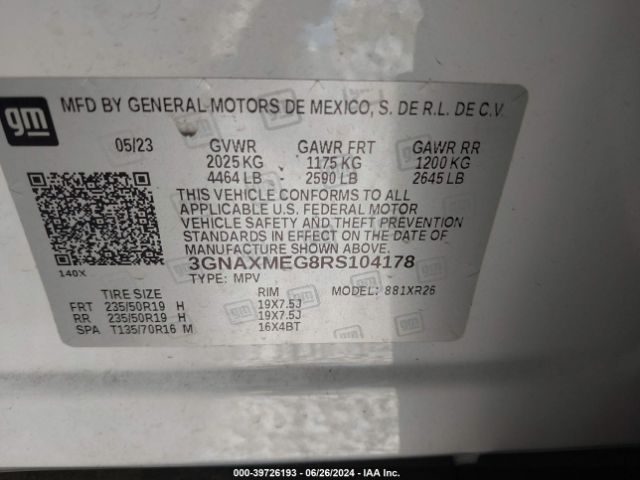 gm
MFD BY GENERAL MOTORS DE MEXICO, S. DE R.L. DE C.V.
05/23 GVWR GAWR FRT GAWR RR
2025 KG 1175 KG 1200 KG
4464 LB 2590 LB 2645 LB
THIS VEHICLE CONFORMS TO ALL
APPLICABLE U.S. FEDERAL MOTOR
VEHICLE SAFETY AND THEFT PREVENTION
STANDARDS IN EFFECT ON THE DATE OF
MANUFACTURE SHOWN ABOVE.
140X
3GNAXMEG8RS104178
TYPE: MPV
TIRE SIZE RIM MODEL: 881XR26
FRT 235/50R19 H 19X7.5J
RR 235/50R19 H 19X7.5J
SPA T135/70R16 M 16X4BT
000-39726193 - 06/26/2024 - IAA Inc.